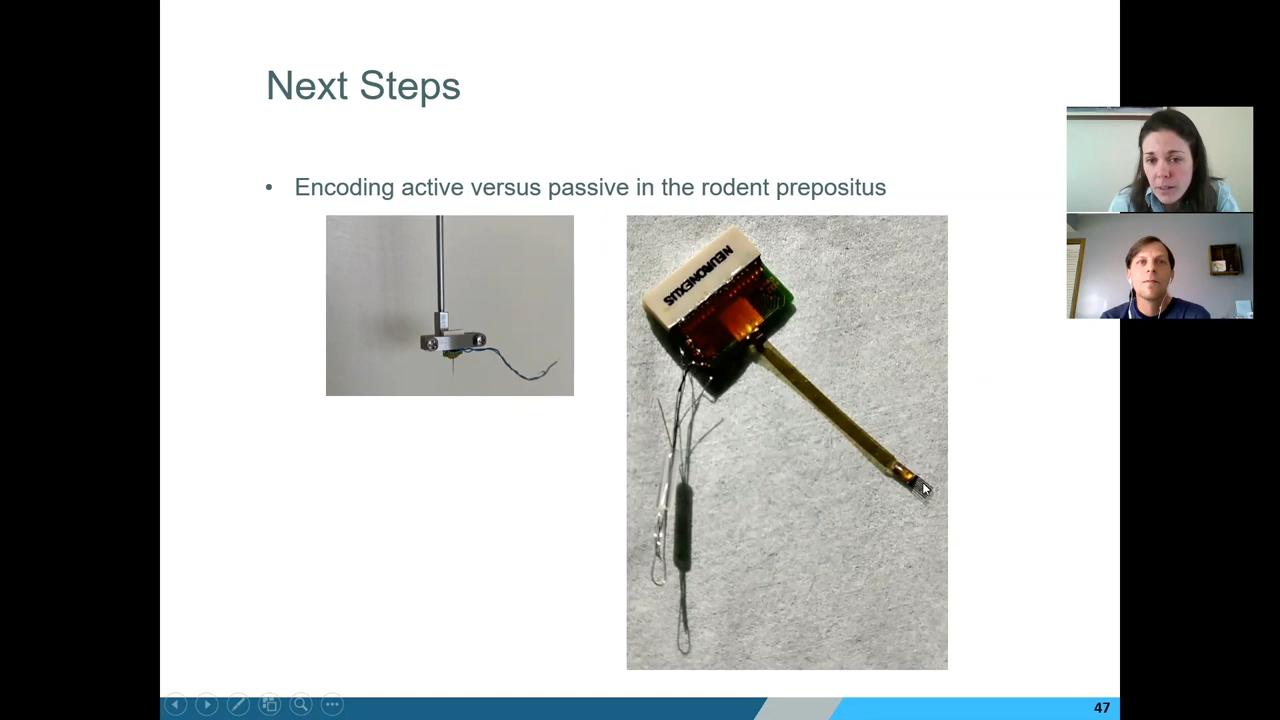 Next Steps
• Encoding active versus passive in the rodent prepositus
NEURONEXUS
47